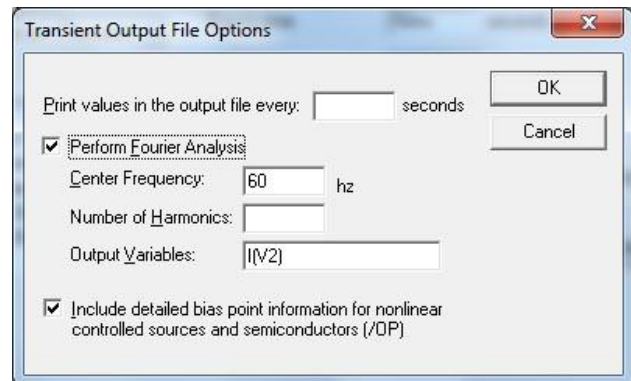 Transient Output File Options
OK
Print values in the output file every: seconds
Cancel
Perform Fourier Analysis
Center Frequency: 60 hz
Number of Harmonics:
Output Variables: I(V2)
Include detailed bias point information for nonlinear
controlled sources and semiconductors (/OP)